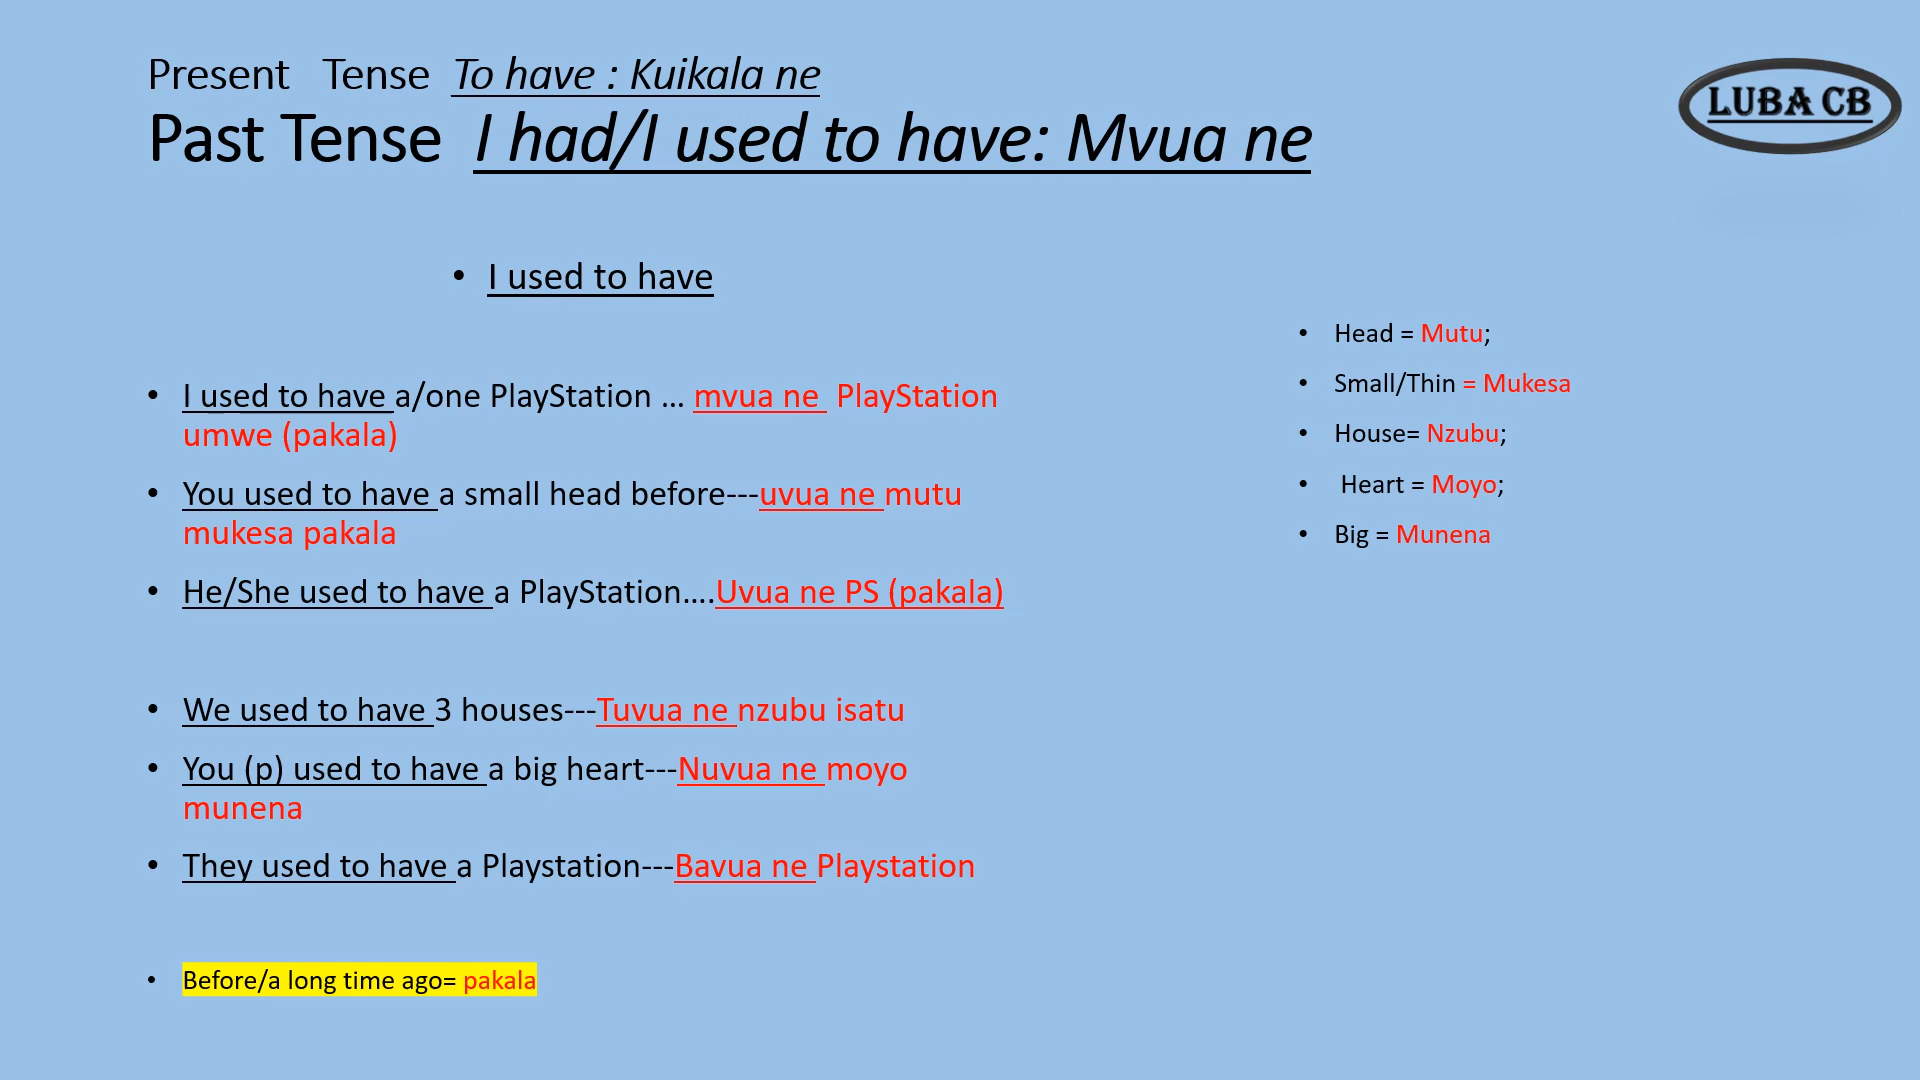 Present Tense To have : Kuikala ne
Past Tense I had/I used to have: Mvua ne
LUBA CB
• I used to have
• I used to have a/one PlayStation ... mvua ne PlayStation
umwe (pakala)
• You used to have a small head before---uvua ne mutu
mukesa pakala
• He/She used to have a PlayStation....Uvua ne PS (pakala)
• We used to have 3 houses---Tuvua ne nzubu isatu
• You (p) used to have a big heart---Nuvua ne moyo
munena
• They used to have a Playstation---Bavua ne Playstation
• Before/a long time ago= pakala
• Head = Mutu;
• Small/Thin = Mukesa
• House= Nzubu;
• Heart = Moyo;
• Big = Munena